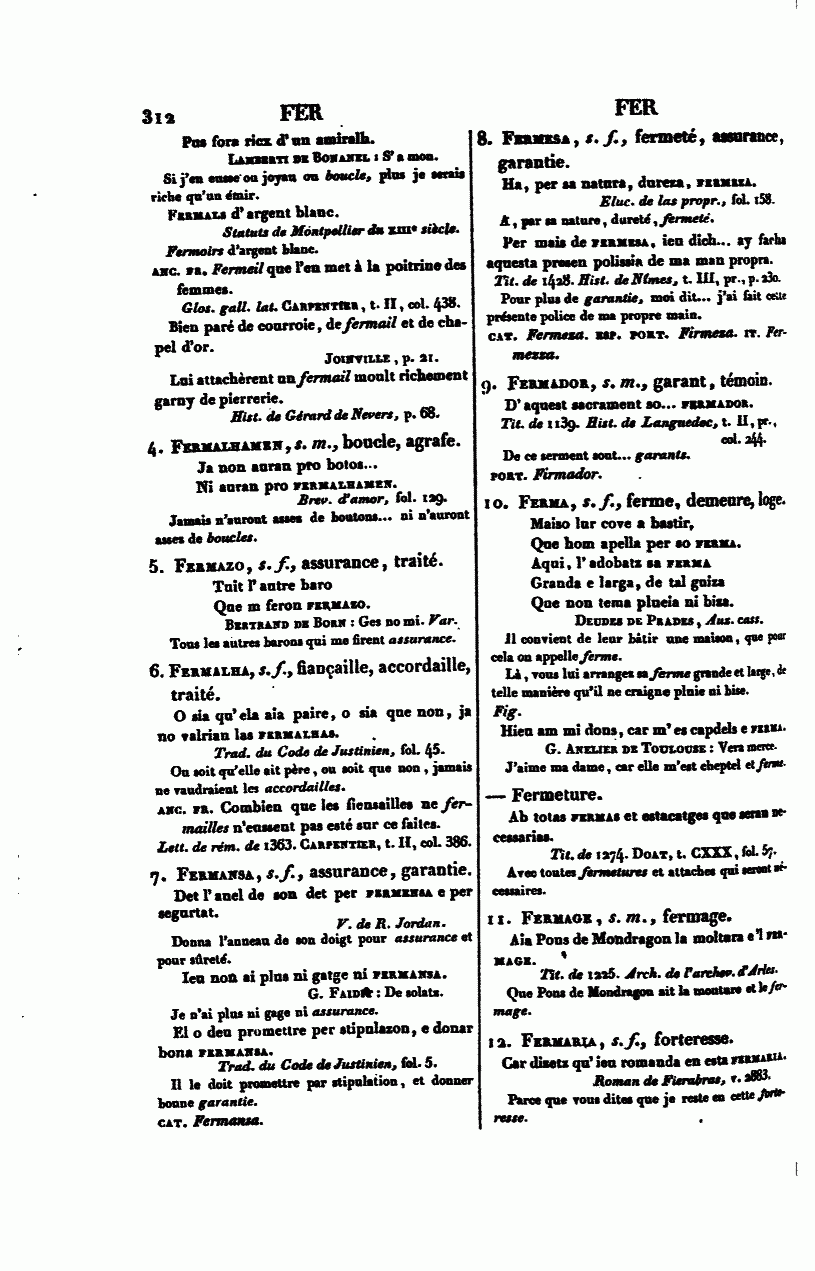 312 FER
Pus fora ricx d'un amiralh.
LAMBERTI DE BONANEL : S'a mon.
Si j'en eusse ou joyau ou boucle, plus je serais
riche qu'un émir.
FERMALS d'argent blanc.
Statuts de Montpellier du XIIIe siècle.
Fermoirs d'argent blanc.
ANC. FR. Fermeil que l'en met à la poitrine des
femmes.
Glos. gall. lat. CARPENTIER, t. II, col. 438.
Bien paré de courroie, de fermail et de cha-
pel d'or.
JOINVILLE, p. 21.
Lui attachèrent un fermail moult richement
garny de pierrerie.
Hist. de Gérard de Nevers, p. 68.
4. FERMALHAMEN, s. m., boucle, agrafe.
Ja non auran pro botos...
Ni auran pro FERMALHAMEN.
Brev. d'amor, fol. 129.
Jamais n'auront asses de boutons... ni n'auront
asses de boucles.
5. FERMAZO, s. f., assurance, traité.
Tuit l'autre baro
Que m feron FERMAZO.
BERTRAND DE BORN : Ges no mi. Var.
Tous les autres barons qui me firent assurance.
6. FERMALHA, s. f., fiançaille, accordaille,
traité.
O sia qu'ela aia paire, o sia que non, ja
no valrian las FERMALHAS.
Trad. du Code de Justinien, fol. 45.
Ou soit qu'elle ait père, ou soit que non, jamais
ne vaudraient les accordailles.
ANC. FR. Combien que les fiensailles ne fer-
mailles n'eussent pas esté sur ce faites.
Lett. de rém. de 1363. CARPENTIER, t. II, col. 386.
7. FERMANSA, s. f., assurance, garantie.
Det l'anel de son det per FERMENSA e per
segurtat.
V. de R. Jordan.
Donna l'anneau de son doigt pour assurance et
pour sûreté.
Ieu non ai plus ni gatge ni FERMANSA.
G. FAIDIT : De solatz.
Je n'ai plus ni gage ni assurance.
El o deu promettre per stipulazon, e donar
bona FERMANSA.
Trad. du Code de Justinien, fol. 5.
Il le doit promettre par stipulation, et donner
bonne garantie.
CAT. Fermansa.
FER
8. FERMESA, s. f., fermeté, assurance,
garantie.
Ha, per sa natura, dureza, FERMEZA.
Eluc. de las propr., fol. 158.
A, par sa nature, dureté, fermeté.
Per mais de FERMESA, ieu dich... ay facha
aquesta presen polissia de ma man propra.
Tit. de 1428. Hist. de Nîmes, t. III, pr., p. 230.
Pour plus de garantie, moi dit... j'ai fait cette
présente police de ma propre main.
CAT. Fermeza. ESP. PORT. Firmeza. IT. Fer-
mezza.
9. FERMADOR, s. m., garant, témoin.
D'aquest sacrament so... FERMADOR.
Tit. de 1139. Hist. de Languedoc, t. II, pr.,
col. 244.
De ce serment sont... garants.
PORT. Firmador.
10. FERMA, s. f., ferme, demeure, loge.
Maiso lur cove a bastir,
Que hom apella per so FERMA.
Aqui, l'adobatz sa FERMA
Granda e larga, de tal guiza
Que non tema plueia ni biza.
DEUDES DE PRADES, Aus. cass.
Il convient de leur bâtir une maison, que pour
cela on appelle ferme.
Là, vous lui arranges sa ferme grande et large, de
telle manière qu'il ne craigne pluie ni bise.
Fig.
Hieu am mi dons, car m'es capdels e FERMA.
G. ANELIER DE TOULOUSE : Vera merce.
J'aime ma dame, car elle m'est cheptel et ferme.
— Fermeture.
Ab totas FERMAS et estacatges que seran ne-
cessarias.
Tit. de 1274. DOAT, t. CXXX, fol. 57.
Avec toutes fermetures et attaches qui seront né-
cessaires.
11. FERMAGE, s. m., fermage.
Aia Pons de Mondragon la moltura e'l FER-
MAGE.
Tit. de 1225. Arch. de l'archev. d'Arles.
Que Pons de Mondragon ait la mouture et le fer-
mage.
12. FERMARIA, s. f., forteresse.
Car disetz qu'ieu romanda en esta FERMARIA.
Roman de Fierabras, v. 2883.
Parce que vous dites que je reste en cette forte-
resse.